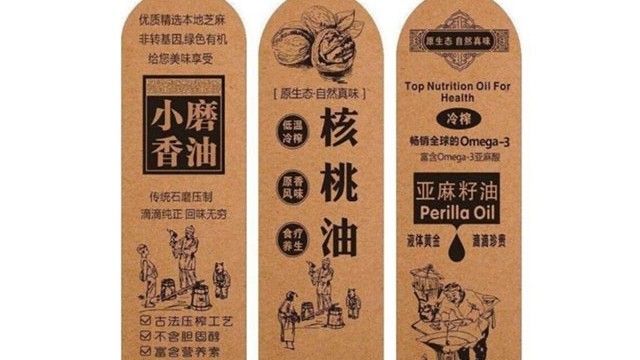 优质精选本地芝麻
非转基因,绿色有机
给您美味享受
小磨
香油
传统石磨压制
滴滴纯正 回味无穷
古法压榨工艺
不含胆固醇
富含营养素
[ 原生态·自然真味 ]
低温
冷榨
原香
风味
食疗
养生
核桃油
原生态 自然真味
Top Nutrition Oil For
Health
冷榨
畅销全球的Omega-3
富含Omega-3亚麻酸
亚麻籽油
Perilla Oil
液体黄金 滴滴珍贵